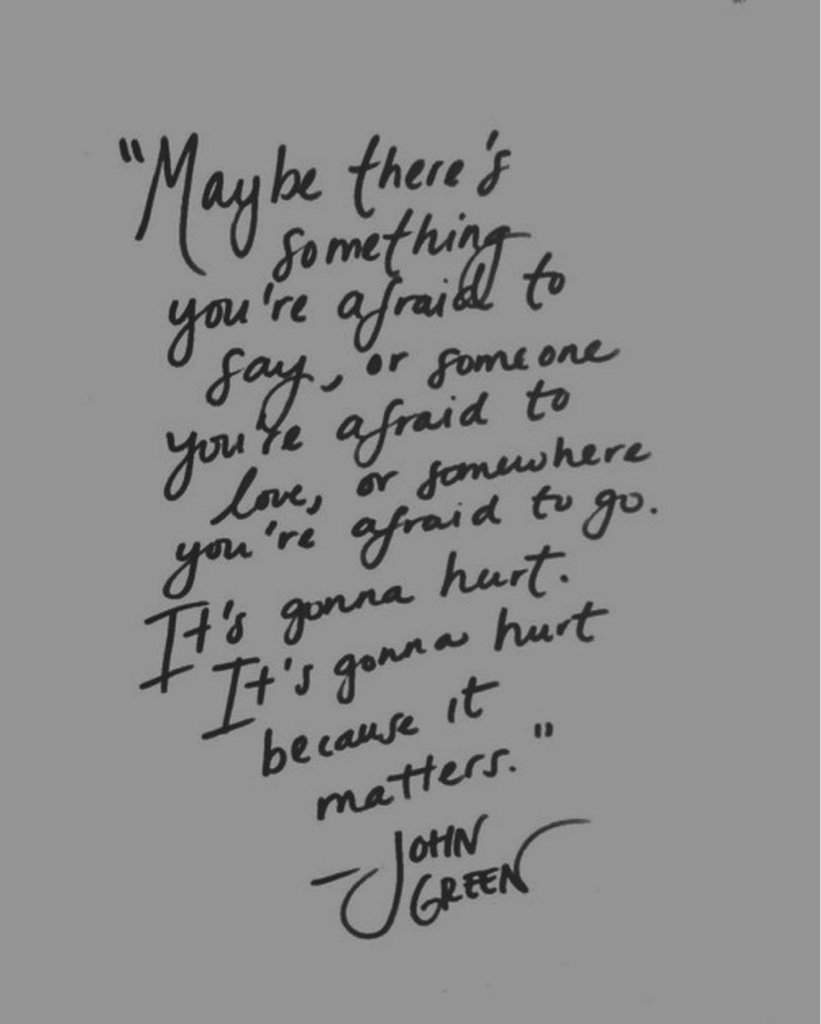 "Maybe there's
something
you're afraid to
say, or someone
you're afraid to
love, or somewhere
you're afraid to go.
It's gonna hurt.
It's gonna hurt
because it
matters."
—JOHN
GREEN